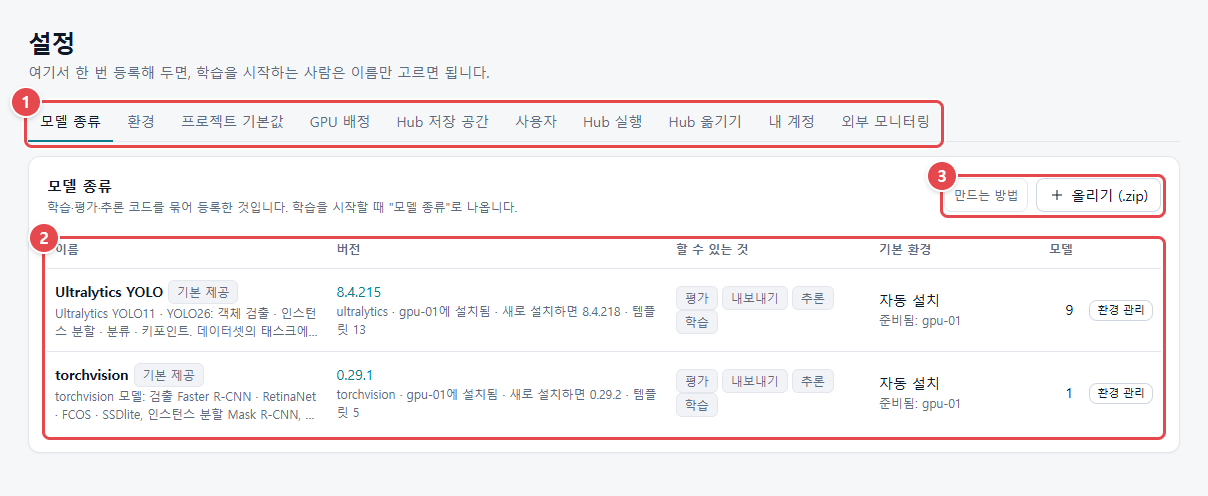 설정
여기서 한 번 등록해 두면, 학습을 시작하는 사람은 이름만 고르면 됩니다.
1
모델 종류 환경 프로젝트 기본값 GPU 배정 Hub 저장 공간 사용자 Hub 실행 Hub 옮기기 내 계정 외부 모니터링
모델 종류
학습·평가·추론 코드를 묶어 등록한 것입니다. 학습을 시작할 때 "모델 종류"로 나옵니다.
3
만드는 방법 + 올리기 (.zip)
2
이름 버전 할 수 있는 것 기본 환경 모델
Ultralytics YOLO 기본 제공
Ultralytics YOLO11 · YOLO26: 객체 검출 · 인스턴
스 분할 · 분류 · 키포인트. 데이터셋의 태스크에...
8.4.215
ultralytics · gpu-01에 설치됨 · 새로 설치하면 8.4.218 · 템플
릿 13
평가 내보내기 추론
학습
자동 설치
준비됨: gpu-01
9 환경 관리
torchvision 기본 제공
torchvision 모델: 검출 Faster R-CNN · RetinaNet
· FCOS · SSDlite, 인스턴스 분할 Mask R-CNN, ...
0.29.1
torchvision · gpu-01에 설치됨 · 새로 설치하면 0.29.2 · 템플
릿 5
평가 내보내기 추론
학습
자동 설치
준비됨: gpu-01
1 환경 관리